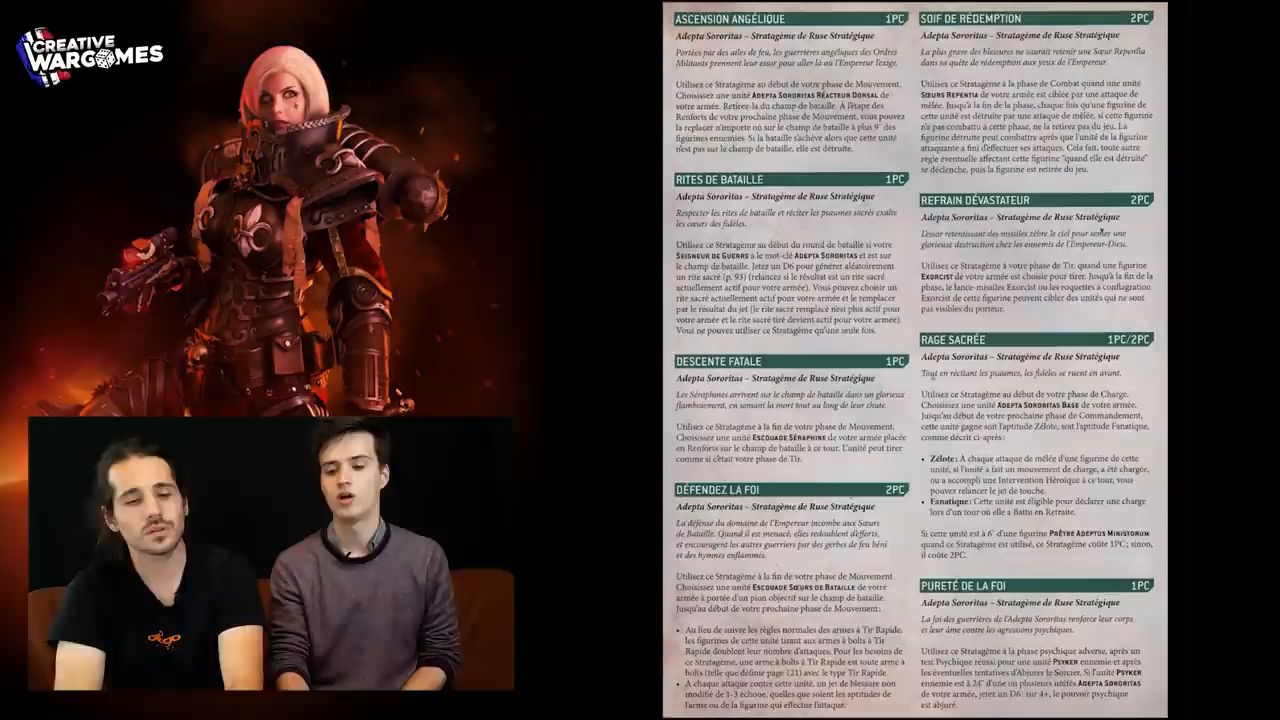 CREATIVE
WARGAMES
ASCENSION ANGÉLIQUE 1PC
Adepta Sororitas – Stratagème de Ruse Stratégique
Portées par des ailes de feu, les guerrières angéliques des Ordres
Militants prennent leur essor pour aller là où l'Empereur l'exige.
Utilisez ce Stratagème au début de votre phase de Mouvement.
Choisissez une unité ADEPTA SORORITAS RÉACTEUR DORSAL de
votre armée. Retirez-la du champ de bataille. À l'étape des
Renforts de votre prochaine phase de Mouvement, vous pouvez
la replacer n'importe où sur le champ de bataille à plus 9" des
figurines ennemies. Si la bataille s'achève alors que cette unité
n'est pas sur le champ de bataille, elle est détruite.
RITES DE BATAILLE 1PC
Adepta Sororitas – Stratagème de Ruse Stratégique
Respecter les rites de bataille et réciter les psaumes sacrés exalte
les cœurs des fidèles.
Utilisez ce Stratagème au début du round de bataille si votre
SEIGNEUR DE GUERRE a le mot-clé ADEPTA SORORITAS et est sur
le champ de bataille. Jetez un D6 pour générer aléatoirement
un rite sacré (p. 93) (relancez si le résultat est un rite sacré
actuellement actif pour votre armée). Vous pouvez choisir un
rite sacré actuellement actif pour votre armée et le remplacer
par le résultat du jet (le rite sacré remplacé n'est plus actif pour
votre armée et le rite sacré tiré devient actif pour votre armée).
Vous ne pouvez utiliser ce Stratagème qu'une seule fois.
DESCENTE FATALE 1PC
Adepta Sororitas – Stratagème de Ruse Stratégique
Les Séraphines arrivent sur le champ de bataille dans un glorieux
flamboiement, en semant la mort tout au long de leur chute.
Utilisez ce Stratagème à la fin de votre phase de Mouvement.
Choisissez une unité ESCOUADE SÉRAPHINE de votre armée placée
en Renforts sur le champ de bataille à ce tour. L'unité peut tirer
comme si c'était votre phase de Tir.
DÉFENDEZ LA FOI 2PC
Adepta Sororitas – Stratagème de Ruse Stratégique
La défense du domaine de l'Empereur incombe aux Sœurs
de Bataille. Quand il est menacé, elles redoublent d'efforts,
et encouragent les autres guerriers par des gerbes de feu béni
et des hymnes enflammés.
Utilisez ce Stratagème à la fin de votre phase de Mouvement.
Choisissez une unité ESCOUADE SŒURS DE BATAILLE de votre
armée à portée d'un pion objectif sur le champ de bataille.
Jusqu'au début de votre prochaine phase de Mouvement:
• Au lieu de suivre les règles normales des armes à Tir Rapide,
les figurines de cette unité tirant aux armes à bolts à Tir
Rapide doublent leur nombre d'attaques. Pour les besoins de
ce Stratagème, une arme à bolts à Tir Rapide est toute arme à
bolts (telle que définie page 121) avec le type Tir Rapide.
• À chaque attaque contre cette unité, un jet de blessure non
modifié de 1-3 échoue, quelles que soient les aptitudes de
l'arme ou de la figurine qui effectue l'attaque.
SOIF DE RÉDEMPTION 2PC
Adepta Sororitas – Stratagème de Ruse Stratégique
La plus grave des blessures ne saurait retenir une Sœur Repentia
dans sa quête de rédemption aux yeux de l'Empereur.
Utilisez ce Stratagème à la phase de Combat quand une unité
SŒURS REPENTIA de votre armée est ciblée par une attaque de
mêlée. Jusqu'à la fin de la phase, chaque fois qu'une figurine de
cette unité est détruite par une attaque de mêlée, si cette figurine
n'a pas combattu à cette phase, ne la retirez pas du jeu. La
figurine détruite peut combattre après que l'unité de la figurine
attaquante a fini d'effectuer ses attaques. Cela fait, toute autre
règle éventuelle affectant cette figurine "quand elle est détruite"
se déclenche, puis la figurine est retirée du jeu.
REFRAIN DÉVASTATEUR 2PC
Adepta Sororitas – Stratagème de Ruse Stratégique
L'essor retentissant des missiles zèbre le ciel pour semer une
glorieuse destruction chez les ennemis de l'Empereur-Dieu.
Utilisez ce Stratagème à votre phase de Tir, quand une figurine
EXORCIST de votre armée est choisie pour tirer. Jusqu'à la fin de la
phase, le lance-missiles Exorcist ou les roquettes à conflagration
Exorcist de cette figurine peuvent cibler des unités qui ne sont
pas visibles du porteur.
RAGE SACRÉE 1PC/2PC
Adepta Sororitas – Stratagème de Ruse Stratégique
Tout en récitant les psaumes, les fidèles se ruent en avant.
Utilisez ce Stratagème au début de votre phase de Charge.
Choisissez une unité ADEPTA SORORITAS BASE de votre armée.
Jusqu'au début de votre prochaine phase de Commandement,
cette unité gagne soit l'aptitude Zélote, soit l'aptitude Fanatique,
comme décrit ci-après:
• Zélote: À chaque attaque de mêlée d'une figurine de cette
unité, si l'unité a fait un mouvement de charge, a été chargée,
ou a accompli une Intervention Héroïque à ce tour, vous
pouvez relancer le jet de touche.
• Fanatique: Cette unité est éligible pour déclarer une charge
lors d'un tour où elle a Battu en Retraite.
Si cette unité est à 6" d'une figurine PRÊTRE ADEPTUS MINISTORUM
quand ce Stratagème est utilisé, ce Stratagème coûte 1PC; sinon,
il coûte 2PC.
PURETÉ DE LA FOI 1PC
Adepta Sororitas – Stratagème de Ruse Stratégique
La foi des guerrières de l'Adepta Sororitas renforce leur corps
et leur âme contre les agressions psychiques.
Utilisez ce Stratagème à la phase psychique adverse, après un
test Psychique réussi pour une unité PSYKER ennemie et après
les éventuelles tentatives d'Abjurer le Sorcier. Si l'unité PSYKER
ennemie est à 24" d'une ou plusieurs unités ADEPTA SORORITAS
de votre armée, jetez un D6: sur 4+, le pouvoir psychique
est abjuré.